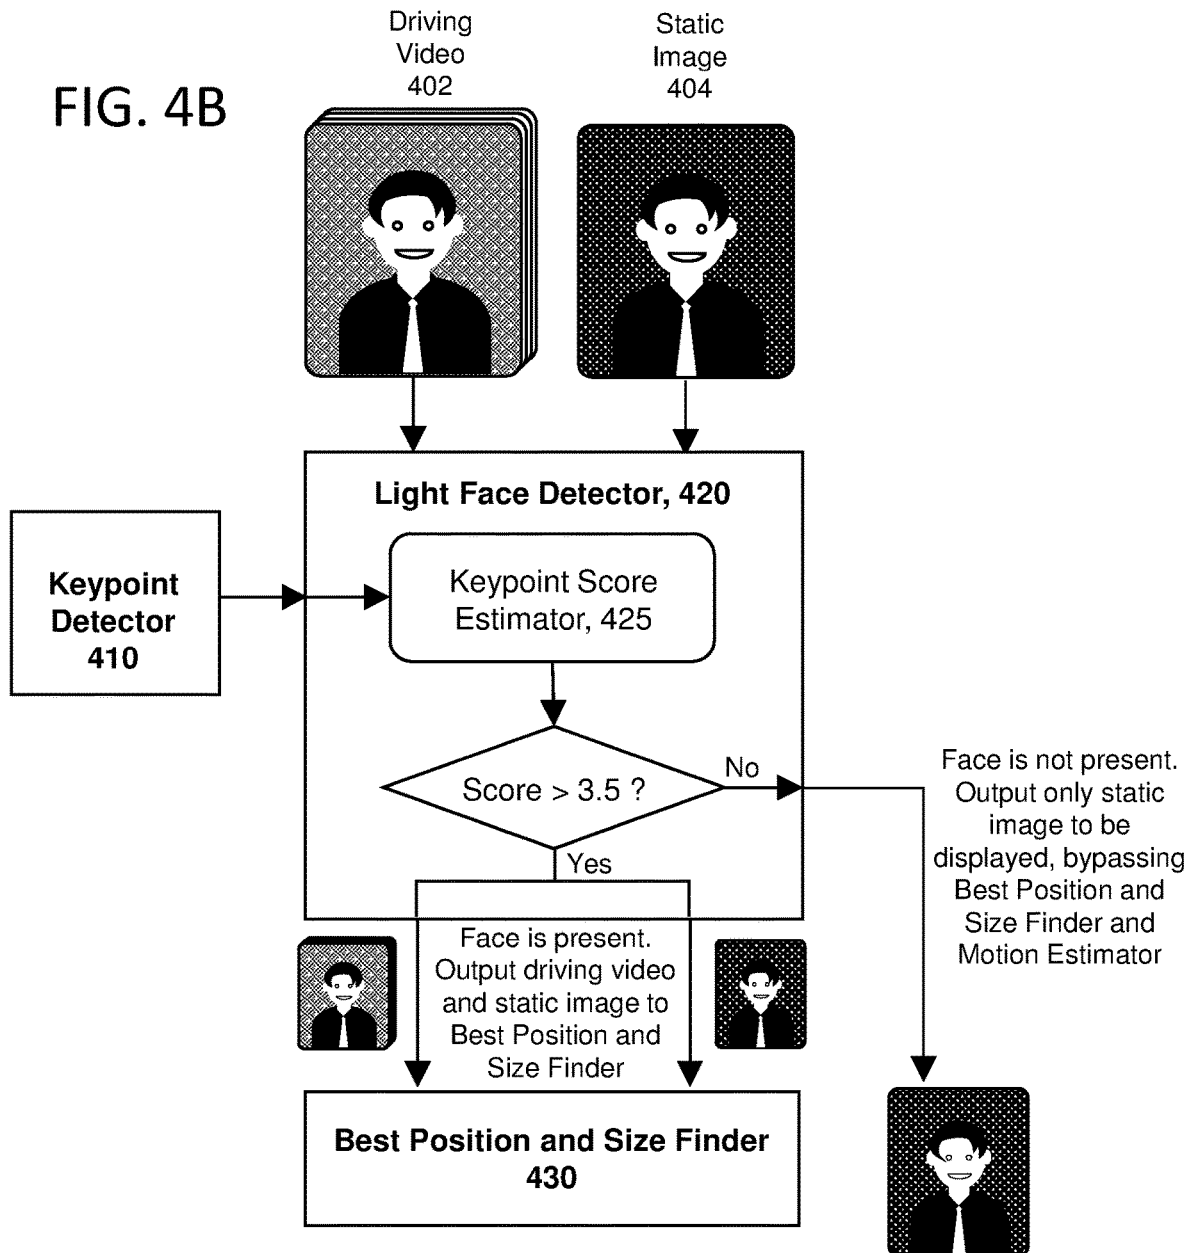 FIG. 4B
Driving
Video
402
Static
Image
404
Light Face Detector, 420
Keypoint
Detector
410
Keypoint Score
Estimator, 425
Score > 3.5 ?
No
Yes
Face is not present.
Output only static
image to be
displayed, bypassing
Best Position and
Size Finder and
Motion Estimator
Face is present.
Output driving video
and static image to
Best Position and
Size Finder
Best Position and Size Finder
430